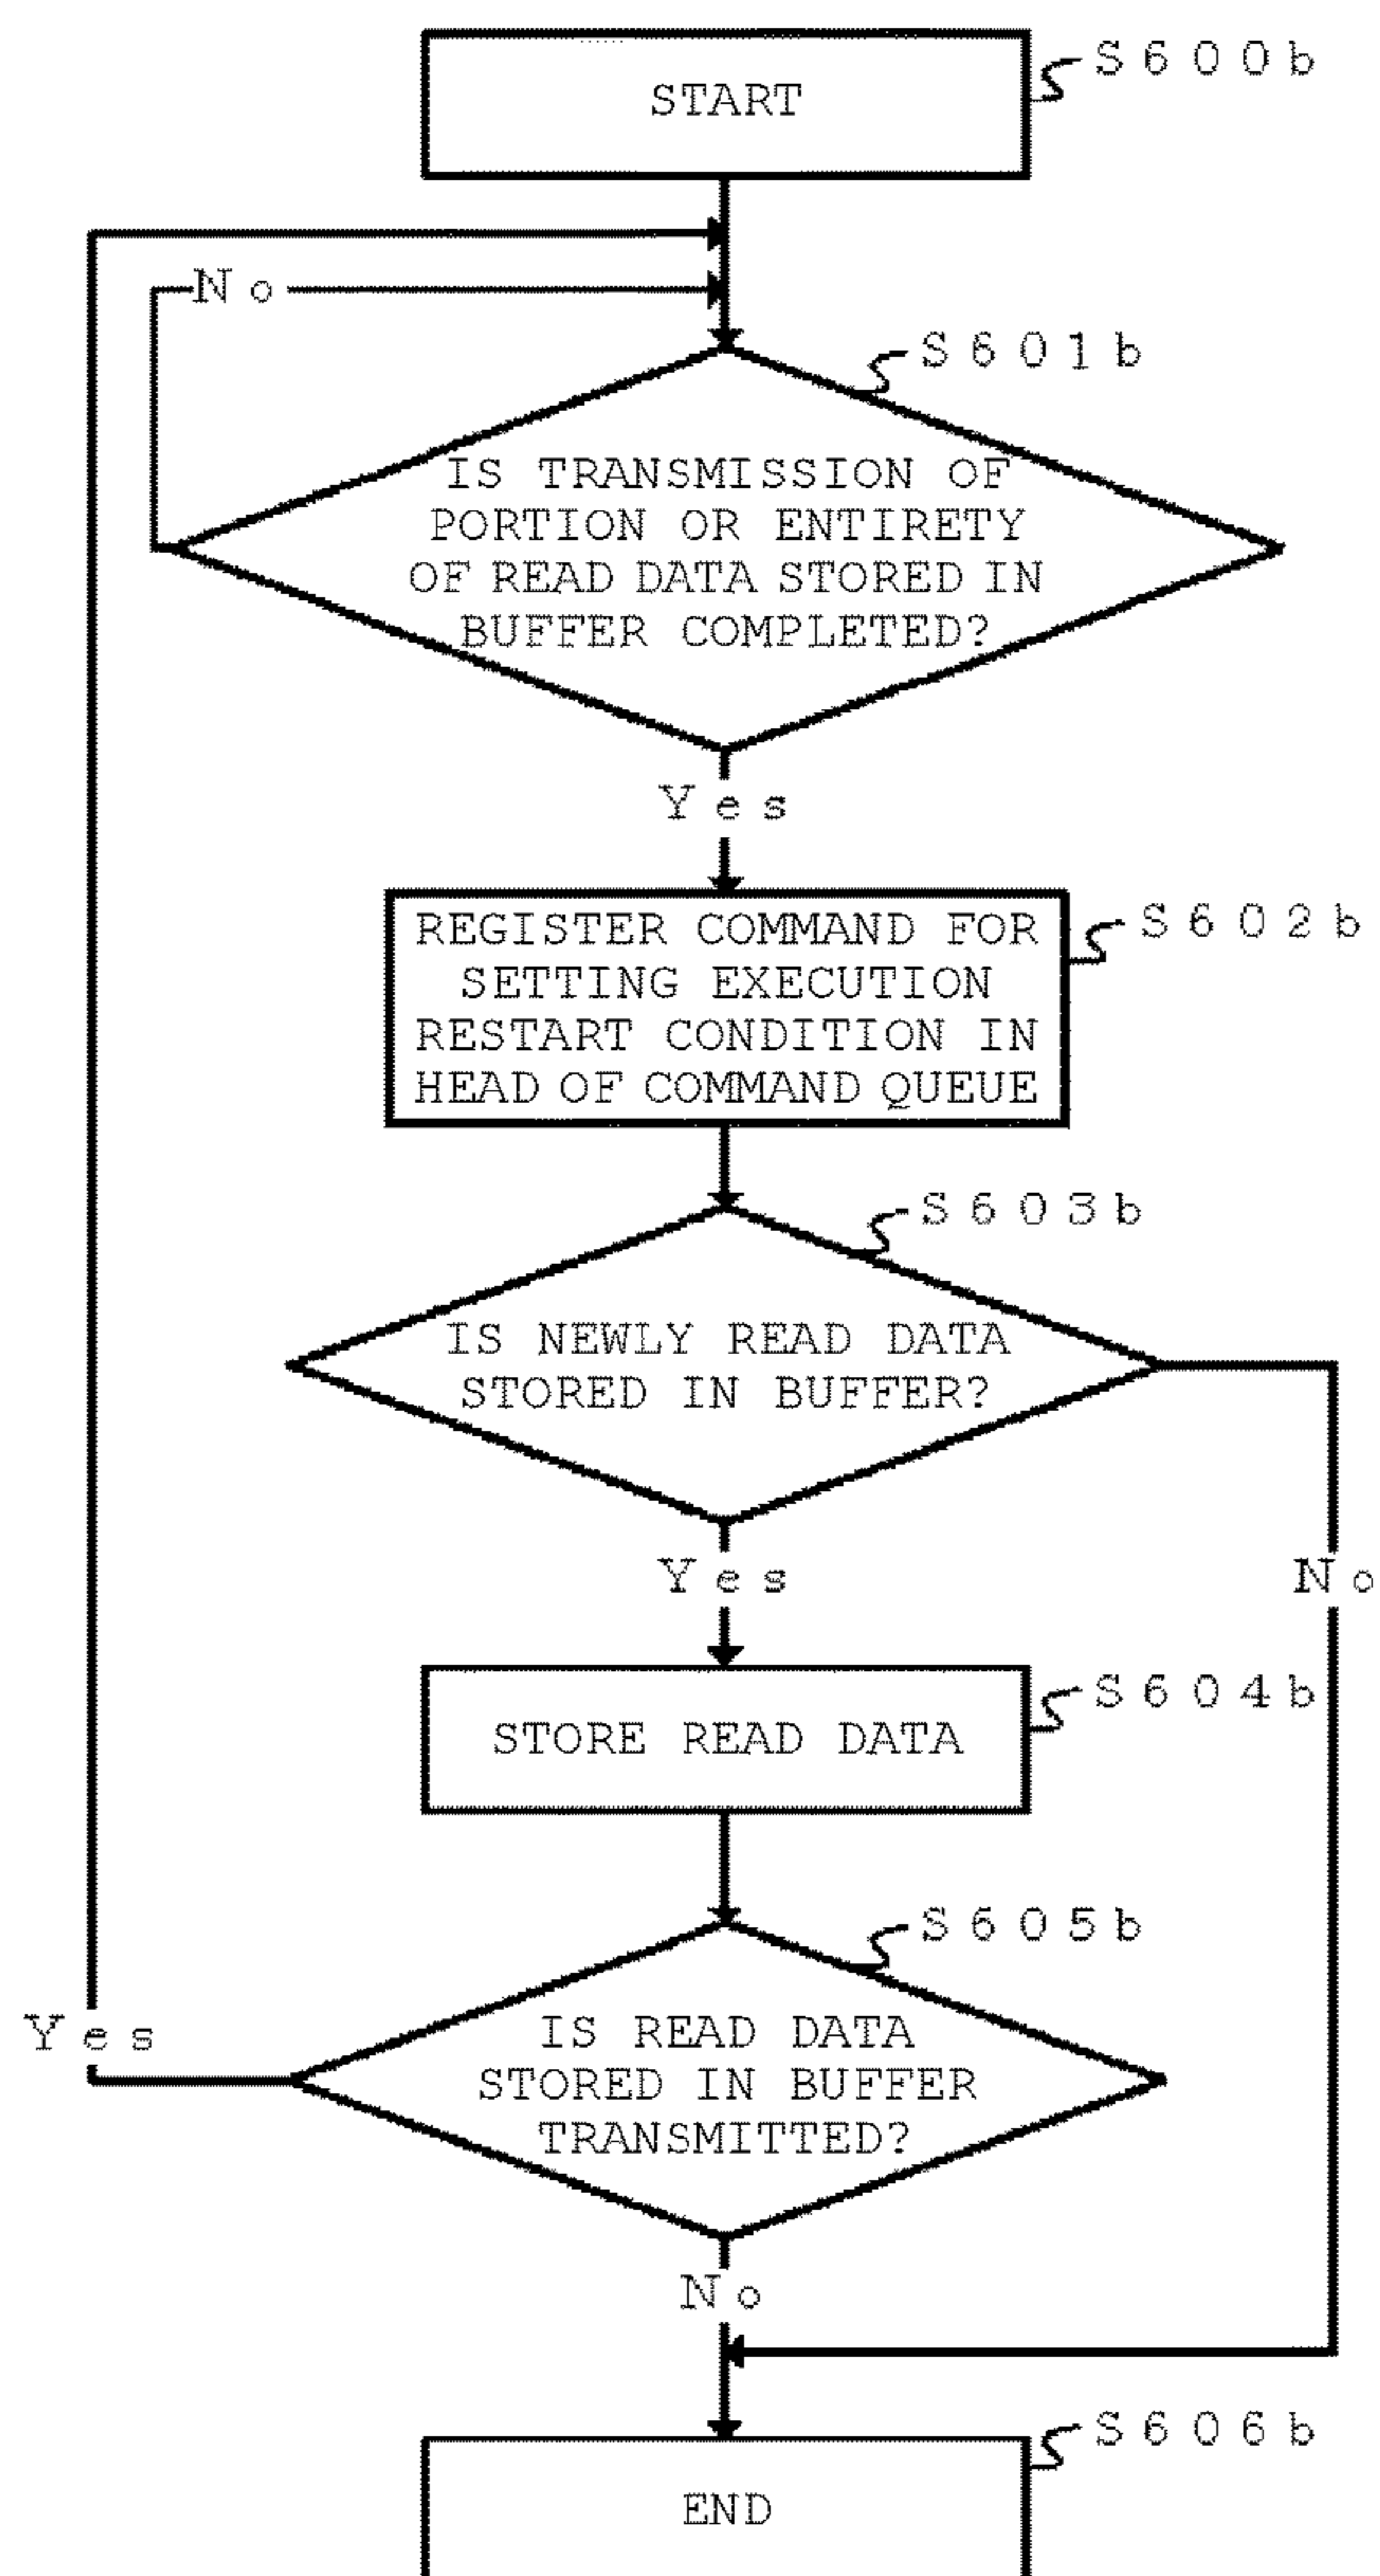 START
S600b
No
S601b
IS TRANSMISSION OF
PORTION OR ENTIRETY
OF READ DATA STORED IN
BUFFER COMPLETED?
Yes
S602b
REGISTER COMMAND FOR
SETTING EXECUTION
RESTART CONDITION IN
HEAD OF COMMAND QUEUE
S603b
IS NEWLY READ DATA
STORED IN BUFFER?
Yes
No
S604b
STORE READ DATA
S605b
IS READ DATA
STORED IN BUFFER
TRANSMITTED?
Yes
No
S606b
END